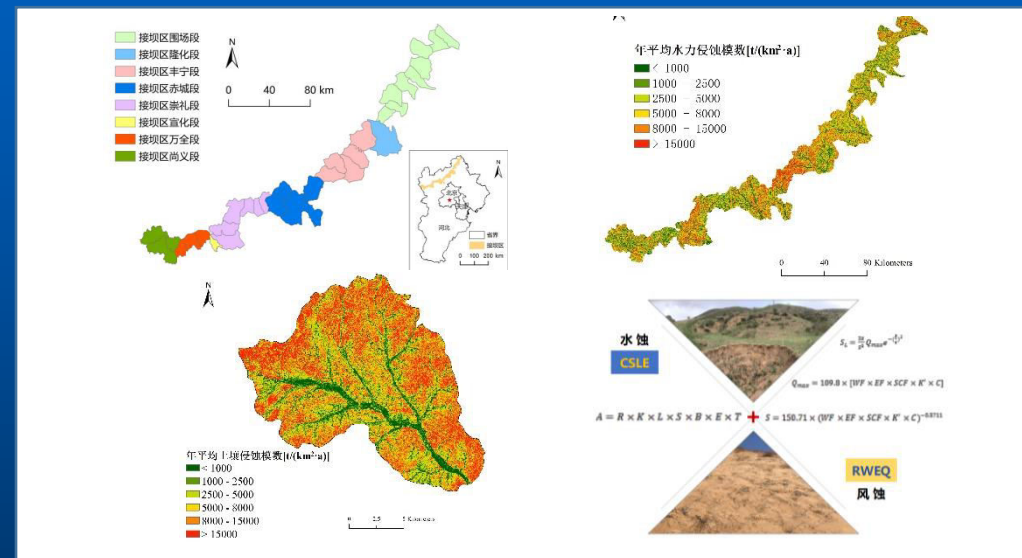 接坝区围场段
接坝区隆化段
接坝区丰宁段
接坝区赤城段
接坝区崇礼段
接坝区宣化段
接坝区万全段
接坝区尚义段
N
0 40 80 km
N
北京
河北
省界
接坝区
0 100 200 km
年平均水力侵蚀模数[t/(km²·a)]
< 1000
1000 - 2500
2500 - 5000
5000 - 8000
8000 - 15000
> 15000
0 40 80 Kilometers
N
年平均土壤侵蚀模数[t/(km²·a)]
< 1000
1000 - 2500
2500 - 5000
5000 - 8000
8000 - 15000
> 15000
0 2.5 5 Kilometers
水蚀
CSLE
Q_max = 109.8 × [WF × EF × SCF × K' × C]
A = R × K × L × S × B × E × T + S = 150.71 × (WF × EF × SCF × K' × C)^-0.3711
RWEQ
风蚀